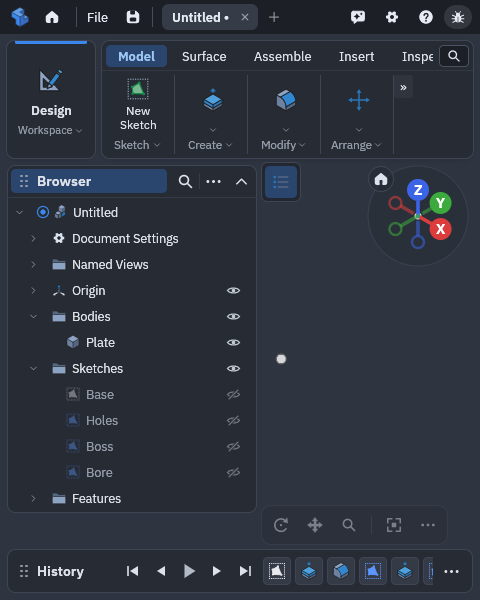 File
Untitled •
Model
Surface
Assemble
Insert
Inspe
Design
Workspace
New
Sketch
Sketch
Create
Modify
Arrange
»
Browser
Untitled
Document Settings
Named Views
Origin
Bodies
Plate
Sketches
Base
Holes
Boss
Bore
Features
Z
Y
X
History